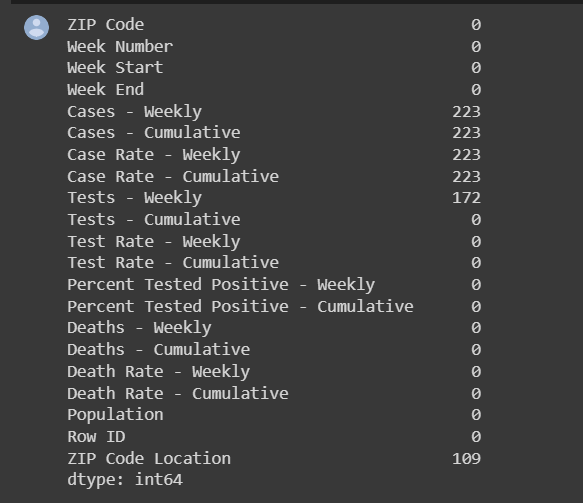 ZIP Code 0
Week Number 0
Week Start 0
Week End 0
Cases - Weekly 223
Cases - Cumulative 223
Case Rate - Weekly 223
Case Rate - Cumulative 223
Tests - Weekly 172
Tests - Cumulative 0
Test Rate - Weekly 0
Test Rate - Cumulative 0
Percent Tested Positive - Weekly 0
Percent Tested Positive - Cumulative 0
Deaths - Weekly 0
Deaths - Cumulative 0
Death Rate - Weekly 0
Death Rate - Cumulative 0
Population 0
Row ID 0
ZIP Code Location 109
dtype: int64